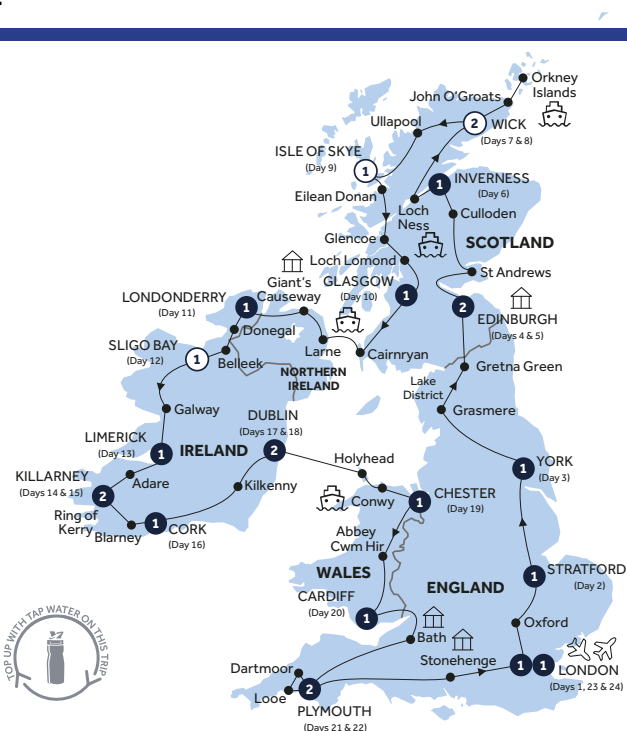 Orkney
Islands
John O'Groats
Ullapool
2
WICK
(Days 7 & 8)
ISLE OF SKYE
(Day 9)
1
1
INVERNESS
(Day 6)
Eilean Donan
Loch
Ness
Culloden
Glencoe
SCOTLAND
Loch Lomond
St Andrews
Giant's
Causeway
GLASGOW
(Day 10)
1
LONDONDERRY
(Day 11)
1
2
EDINBURGH
(Days 4 & 5)
Donegal
SLIGO BAY
(Day 12)
1
Belleek
Larne
Cairnryan
NORTHERN
IRELAND
Gretna Green
Lake
District
Galway
Grasmere
DUBLIN
(Days 17 & 18)
2
LIMERICK
(Day 13)
1
IRELAND
Holyhead
YORK
(Day 3)
1
KILLARNEY
(Days 14 & 15)
2
Adare
Kilkenny
Conwy
CHESTER
(Day 19)
1
Ring of
Kerry
Blarney
1
CORK
(Day 16)
Abbey
Cwm Hir
WALES
ENGLAND
STRATFORD
(Day 2)
1
CARDIFF
(Day 20)
1
Oxford
Bath
Stonehenge
1
1
LONDON
(Days 1, 23 & 24)
Dartmoor
Looe
2
PLYMOUTH
(Days 21 & 22)
TOP UP WITH TAP WATER ON THIS TRIP